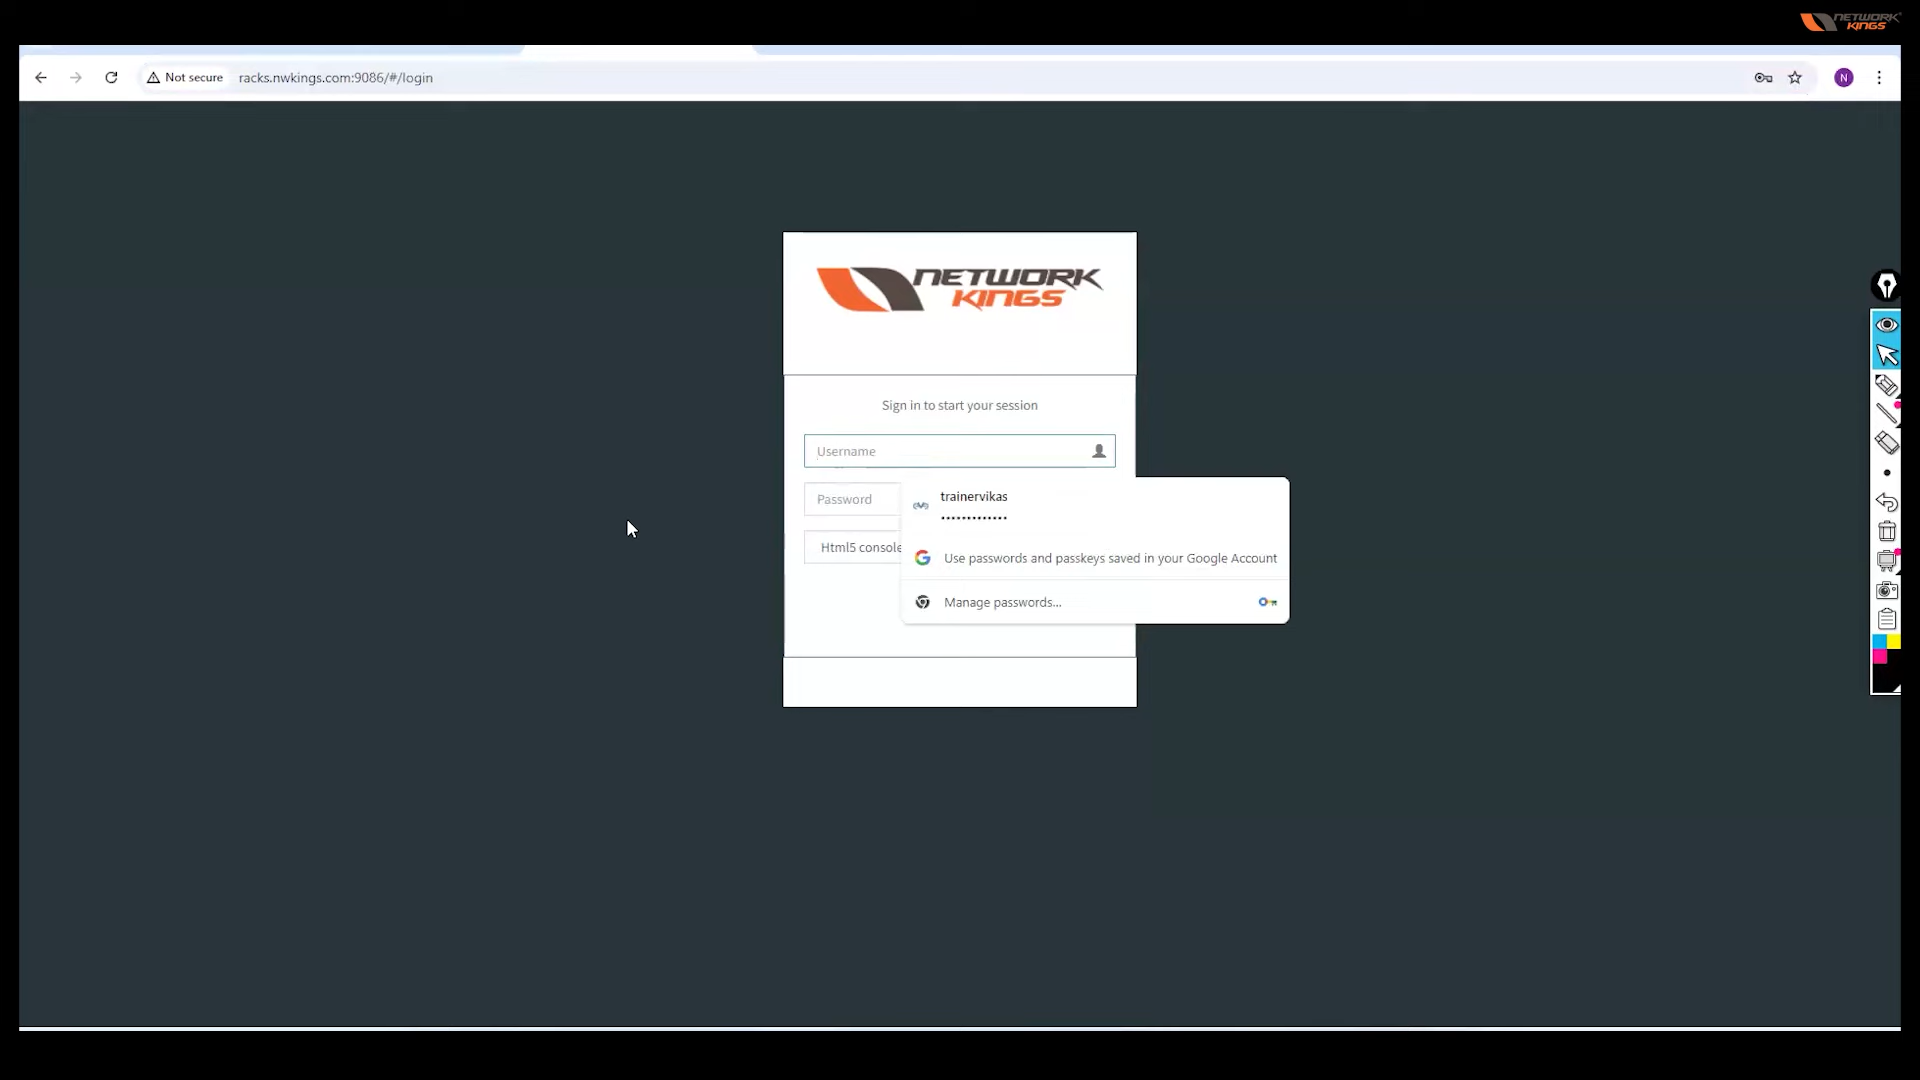 NETWORK
KINGS
Not secure
racks.nwkings.com:9086/#/login
N
NETWORK
KINGS
Sign in to start your session
Username
Password
Html5 console
trainervikas
•••••••••••••
Use passwords and passkeys saved in your Google Account
Manage passwords...